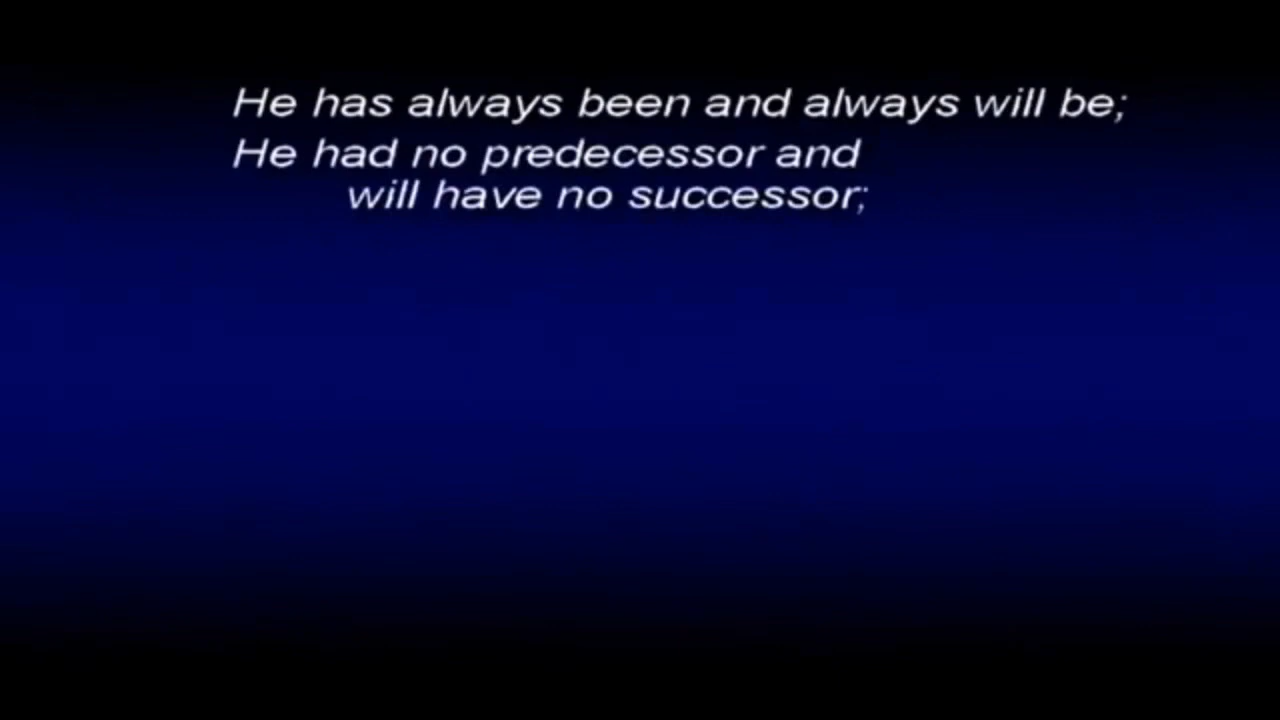 He has always been and always will be;
He had no predecessor and
will have no successor;